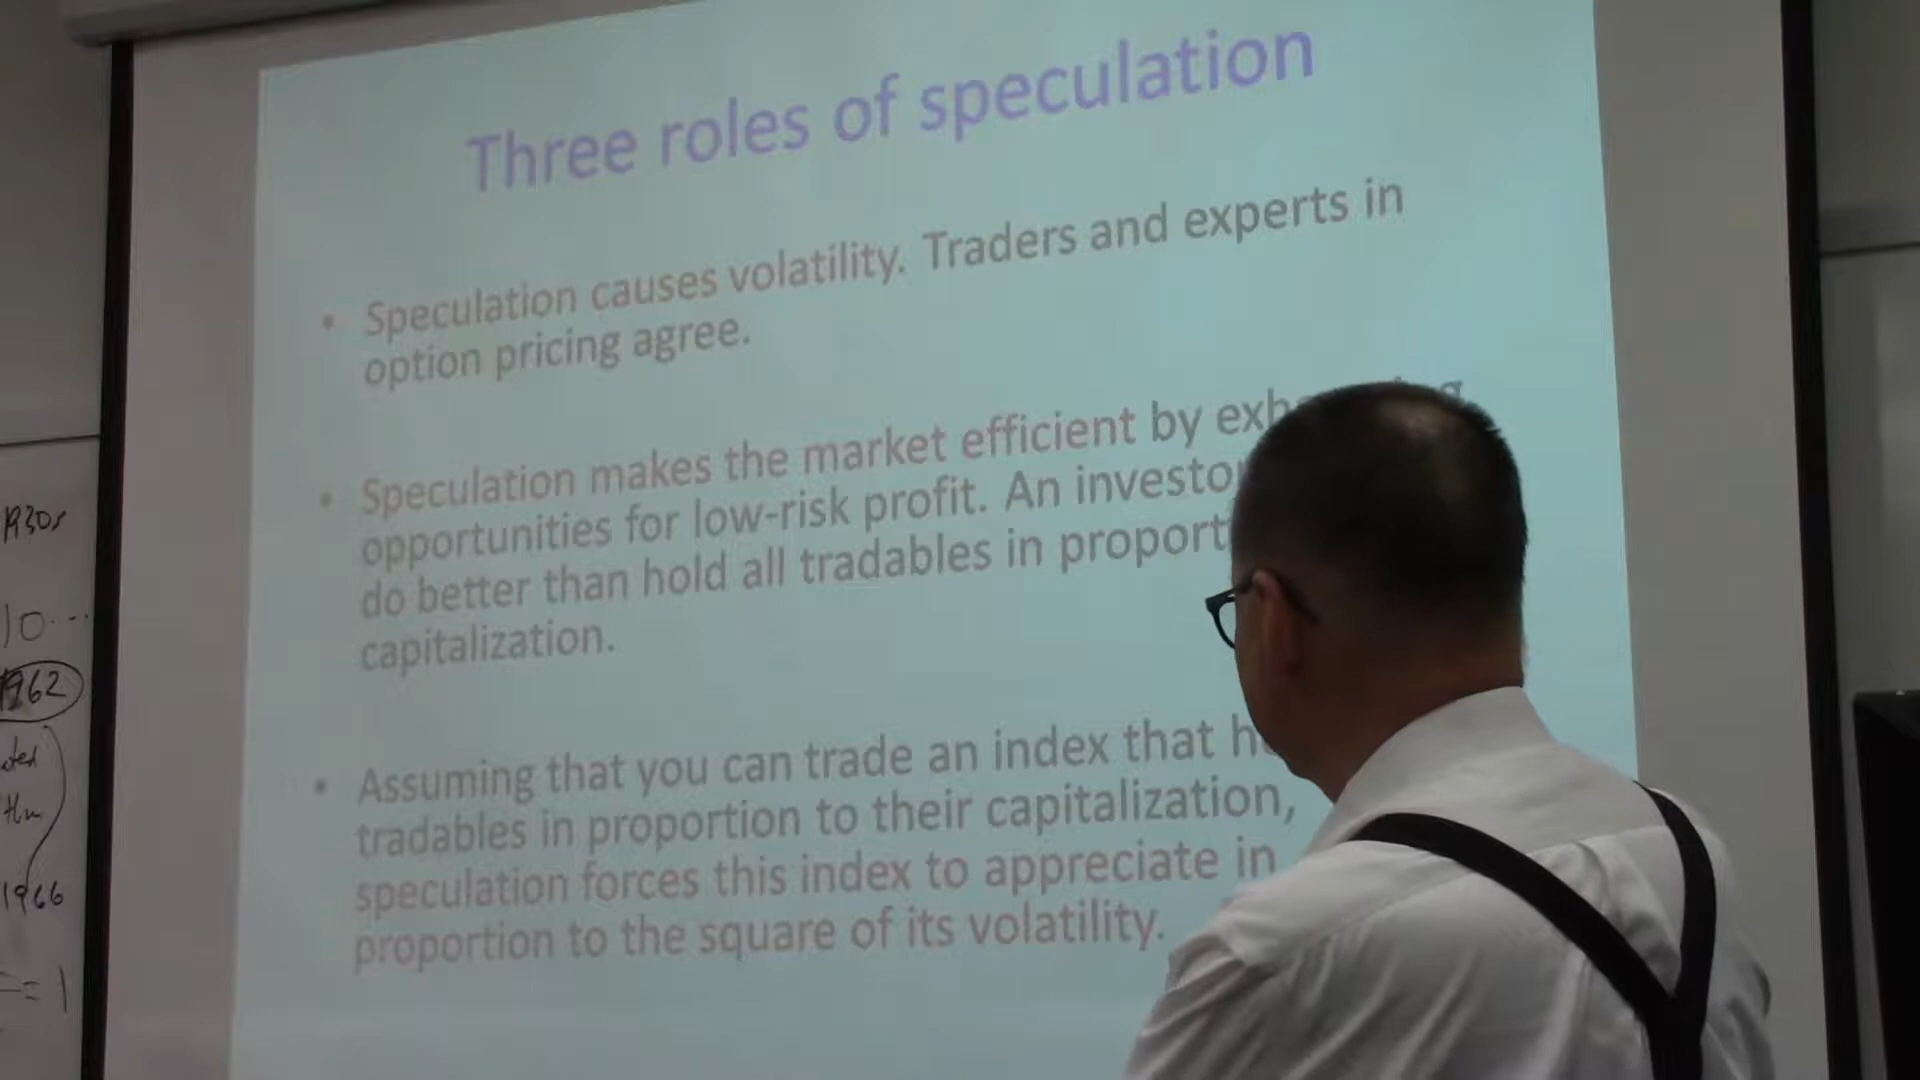 Three roles of speculation
• Speculation causes volatility. Traders and experts in
option pricing agree.
• Speculation makes the market efficient by
opportunities for low-risk profit. An
do better than hold all tradables in
capitalization.
• Assuming that you can trade an index that
tradables in proportion to their capitalization,
speculation forces this index to appreciate in
proportion to the square of its volatility.
1930s
10...
1962
1966
= 1